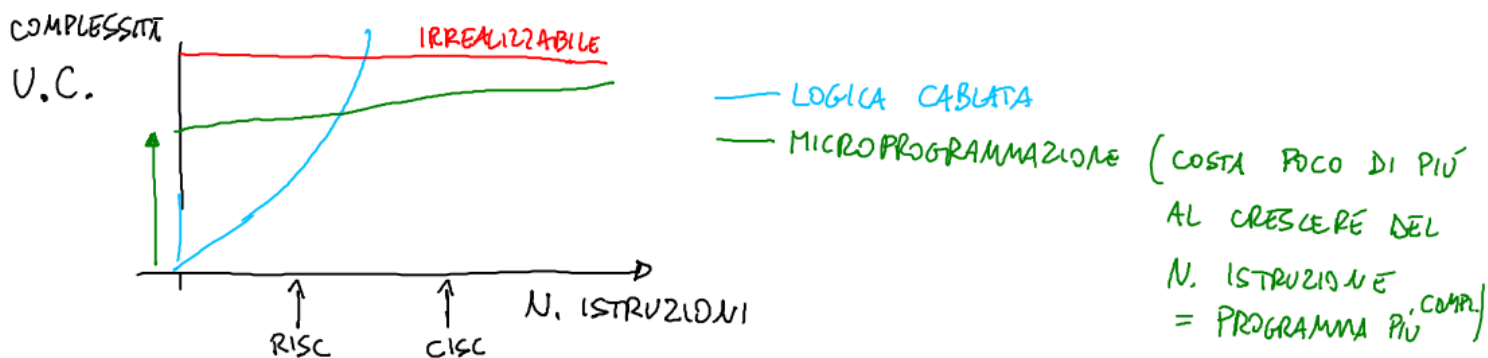 COMPLESSITÀ
U.C.
IRREALIZZABILE
N. ISTRUZIONI
RISC
CISC
LOGICA CABLATA
MICROPROGRAMMAZIONE (COSTA POCO DI PIÙ
AL CRESCERE DEL
N. ISTRUZIONE
= PROGRAMMA PIÙ COMPL.)